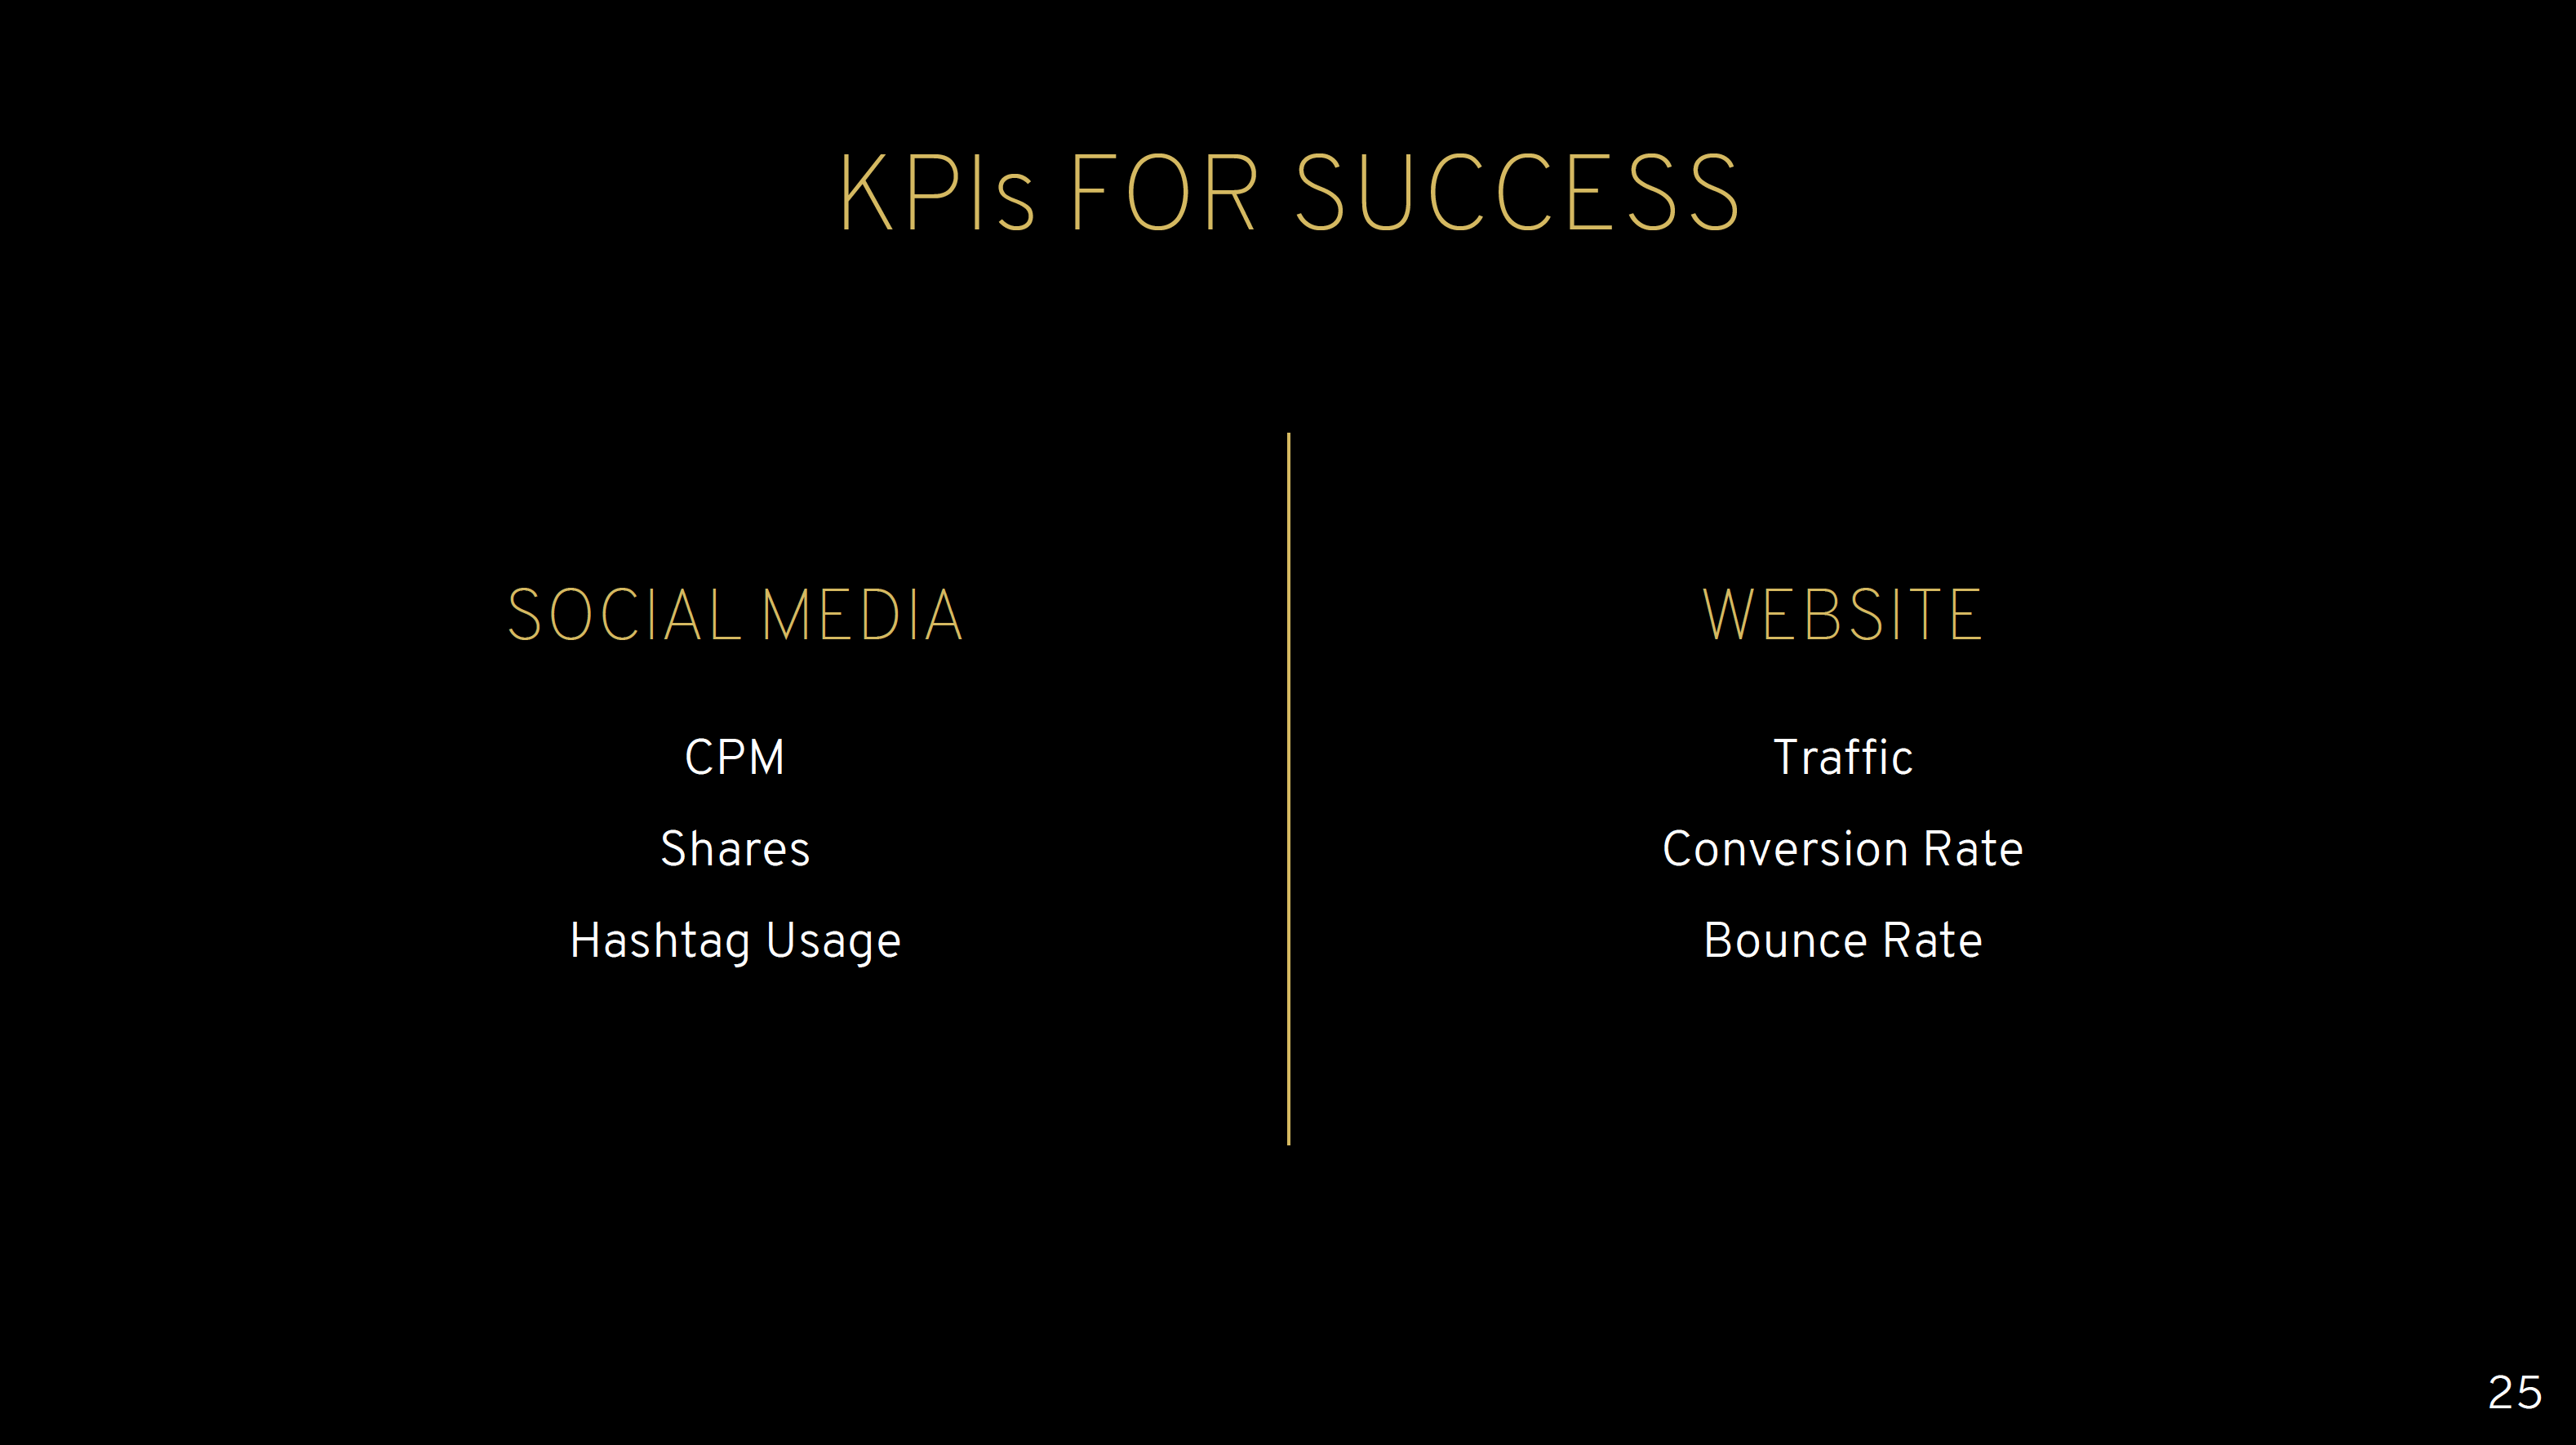 KPIs FOR SUCCESS
SOCIAL MEDIA
CPM
Shares
Hashtag Usage
WEBSITE
Traffic
Conversion Rate
Bounce Rate
25